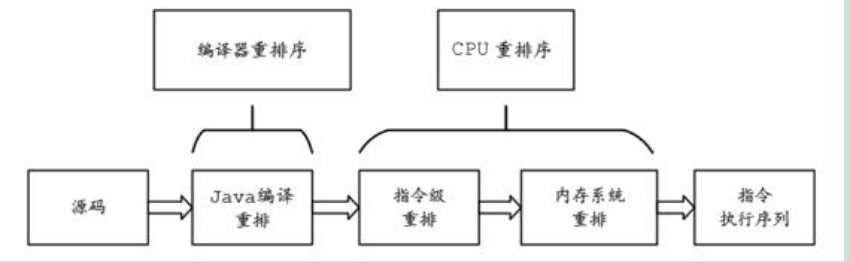 编译器重排序
CPU 重排序
源码
Java编译
重排
指令级
重排
内存系统
重排
指令
执行序列